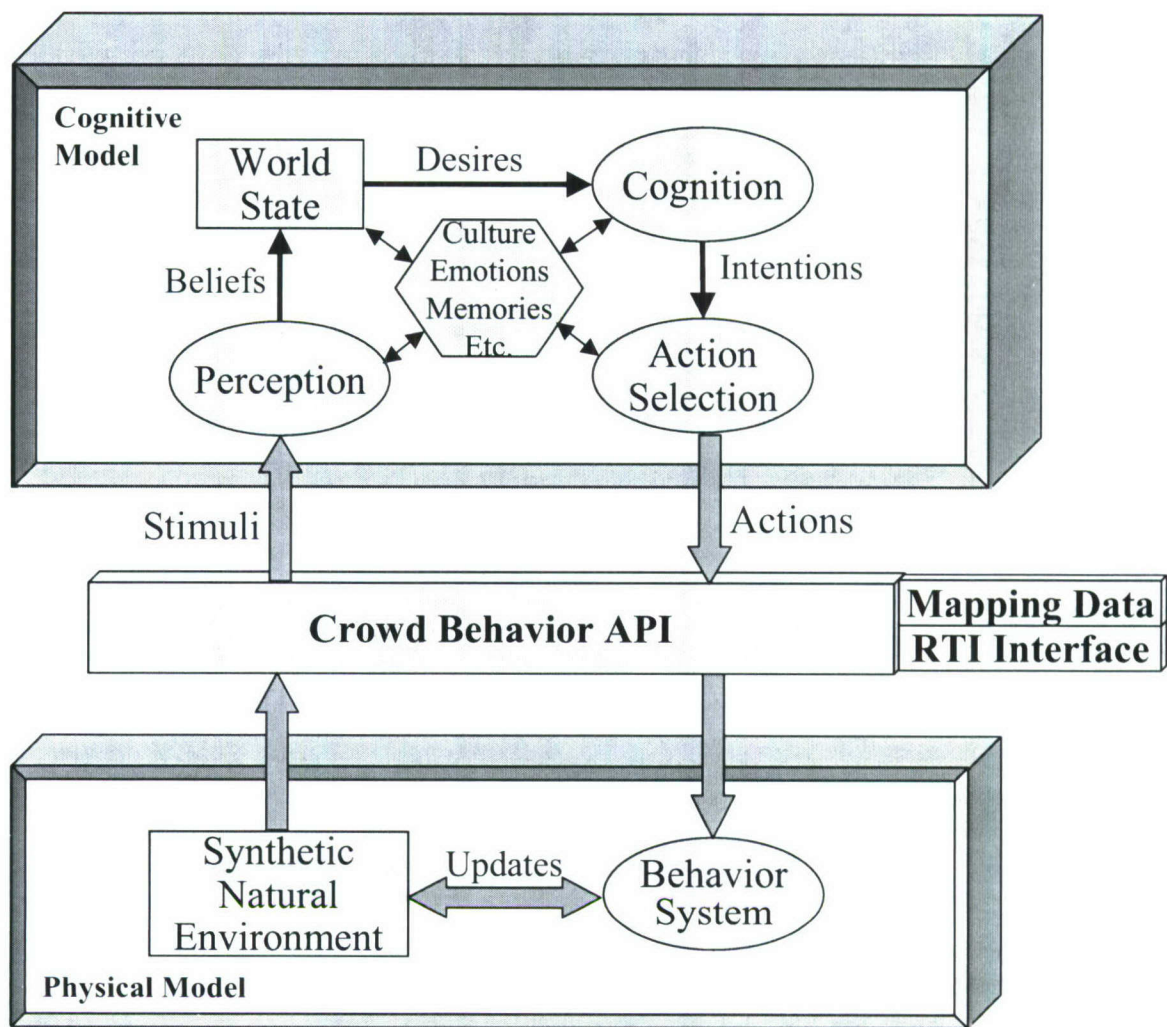 Cognitive
Model
World
State
Desires
Cognition
Culture
Emotions
Memories
Etc.
Beliefs
Intentions
Perception
Action
Selection
Stimuli
Actions
Crowd Behavior API
Mapping Data
RTI Interface
Synthetic
Natural
Environment
Updates
Behavior
System
Physical Model